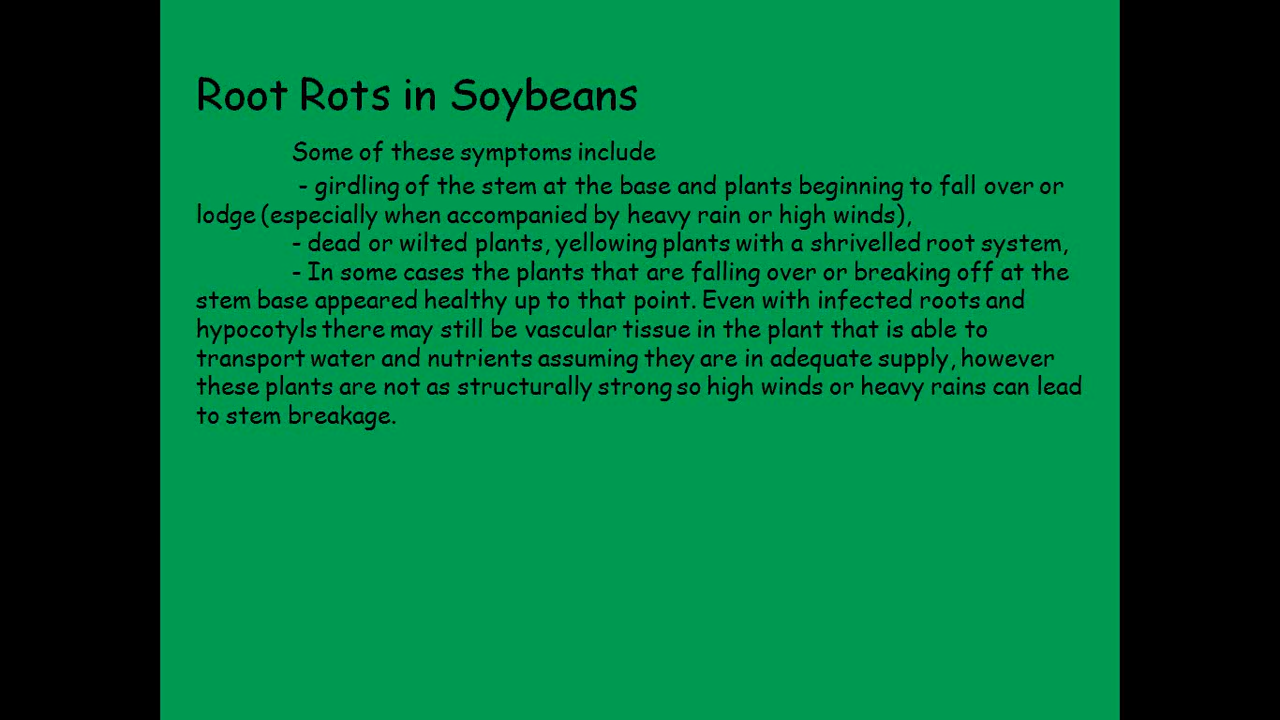 Root Rots in Soybeans
Some of these symptoms include
- girdling of the stem at the base and plants beginning to fall over or
lodge (especially when accompanied by heavy rain or high winds),
- dead or wilted plants, yellowing plants with a shrivelled root system,
- In some cases the plants that are falling over or breaking off at the
stem base appeared healthy up to that point. Even with infected roots and
hypocotyls there may still be vascular tissue in the plant that is able to
transport water and nutrients assuming they are in adequate supply, however
these plants are not as structurally strong so high winds or heavy rains can lead
to stem breakage.